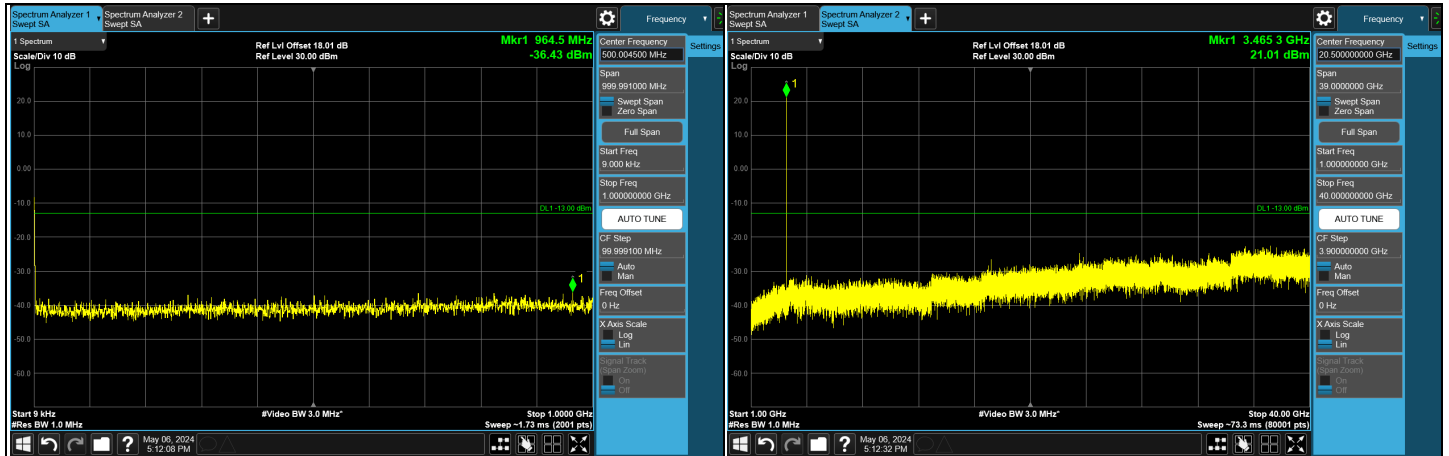 Spectrum Analyzer 1
Swept SA
Spectrum Analyzer 2
Swept SA
+
Frequency
1 Spectrum
Scale/Div 10 dB
Log
Ref Lvl Offset 18.01 dB
Ref Level 30.00 dBm
Mkr1 964.5 MHz
-36.43 dBm
20.0
10.0
0.00
-10.0
-20.0
-30.0
-40.0
-50.0
-60.0
DL1 -13.00 dBm
1
Start 9 kHz
#Res BW 1.0 MHz
#Video BW 3.0 MHz*
Stop 1.0000 GHz
Sweep ~1.73 ms (2001 pts)
Center Frequency
500.004500 MHz
Settings
Span
999.991000 MHz
Swept Span
Zero Span
Full Span
Start Freq
9.000 kHz
Stop Freq
1.000000000 GHz
AUTO TUNE
CF Step
99.999100 MHz
Auto
Man
Freq Offset
0 Hz
X Axis Scale
Log
Lin
Signal Track
(Span Zoom)
On
Off
?
May 06, 2024
5:12:08 PM
Spectrum Analyzer 1
Swept SA
Spectrum Analyzer 2
Swept SA
+
Frequency
1 Spectrum
Scale/Div 10 dB
Log
Ref Lvl Offset 18.01 dB
Ref Level 30.00 dBm
Mkr1 3.465 3 GHz
21.01 dBm
20.0
10.0
0.00
-10.0
-20.0
-30.0
-40.0
-50.0
-60.0
DL1 -13.00 dBm
1
Start 1.00 GHz
#Res BW 1.0 MHz
#Video BW 3.0 MHz*
Stop 40.00 GHz
Sweep ~73.3 ms (80001 pts)
Center Frequency
20.500000000 GHz
Settings
Span
39.0000000 GHz
Swept Span
Zero Span
Full Span
Start Freq
1.000000000 GHz
Stop Freq
40.00000000 GHz
AUTO TUNE
CF Step
3.900000000 GHz
Auto
Man
Freq Offset
0 Hz
X Axis Scale
Log
Lin
Signal Track
(Span Zoom)
On
Off
?
May 06, 2024
5:12:32 PM